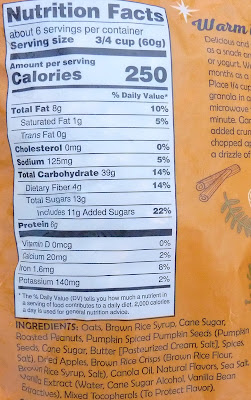 Nutrition Facts
about 6 servings per container
Serving size 3/4 cup (60g)
Amount per serving
Calories 250
% Daily Value*
Total Fat 8g 10%
Saturated Fat 1g 5%
Trans Fat 0g
Cholesterol 0mg 0%
Sodium 125mg 5%
Total Carbohydrate 39g 14%
Dietary Fiber 4g 14%
Total Sugars 13g
Includes 11g Added Sugars 22%
Protein 6g
Vitamin D 0mcg 0%
Calcium 20mg 2%
Iron 1.6mg 8%
Potassium 140mg 2%
* The % Daily Value (DV) tells you how much a nutrient in
a serving of food contributes to a daily diet. 2,000 calories
a day is used for general nutrition advice.
INGREDIENTS: Oats, Brown Rice Syrup, Cane Sugar,
Roasted Peanuts, Pumpkin Spiced Pumpkin Seeds (Pumpkin
Seeds, Cane Sugar, Butter [Pasteurized Cream, Salt], Spices
Salt), Dried Apples, Brown Rice Crisps (Brown Rice Flour,
Brown Rice Syrup, Salt), Canola Oil, Natural Flavors, Sea Salt,
Vanilla Extract (Water, Cane Sugar Alcohol, Vanilla Bean
Extractives), Mixed Tocopherols (To Protect Flavor).
Warm
Delicious and
as a snack or
or yogurt. We
months as a
Place 1/4 cup
granola in a
microwave
minute. Gar
added crun
chopped ap
a drizzle of